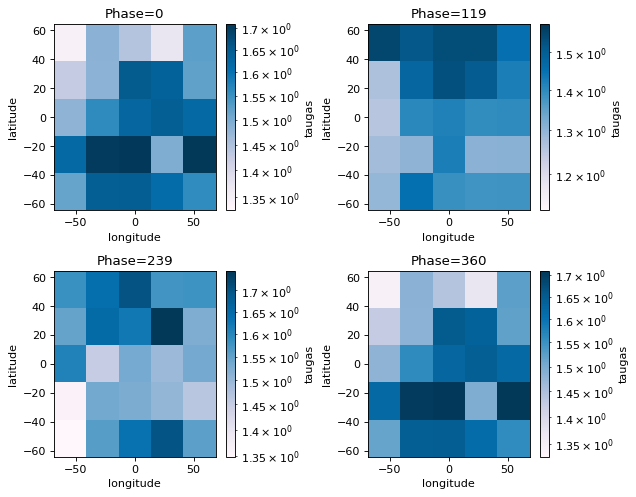 Phase=0
60
40
20
0
−20
−40
−60
latitude
−50
0
50
longitude
1.7 × 10⁰
1.65 × 10⁰
1.6 × 10⁰
1.55 × 10⁰
1.5 × 10⁰
1.45 × 10⁰
1.4 × 10⁰
1.35 × 10⁰
taugas
Phase=119
60
40
20
0
−20
−40
−60
latitude
−50
0
50
longitude
1.5 × 10⁰
1.4 × 10⁰
1.3 × 10⁰
1.2 × 10⁰
taugas
Phase=239
60
40
20
0
−20
−40
−60
latitude
−50
0
50
longitude
1.7 × 10⁰
1.65 × 10⁰
1.6 × 10⁰
1.55 × 10⁰
1.5 × 10⁰
1.45 × 10⁰
1.4 × 10⁰
1.35 × 10⁰
taugas
Phase=360
60
40
20
0
−20
−40
−60
latitude
−50
0
50
longitude
1.7 × 10⁰
1.65 × 10⁰
1.6 × 10⁰
1.55 × 10⁰
1.5 × 10⁰
1.45 × 10⁰
1.4 × 10⁰
1.35 × 10⁰
taugas